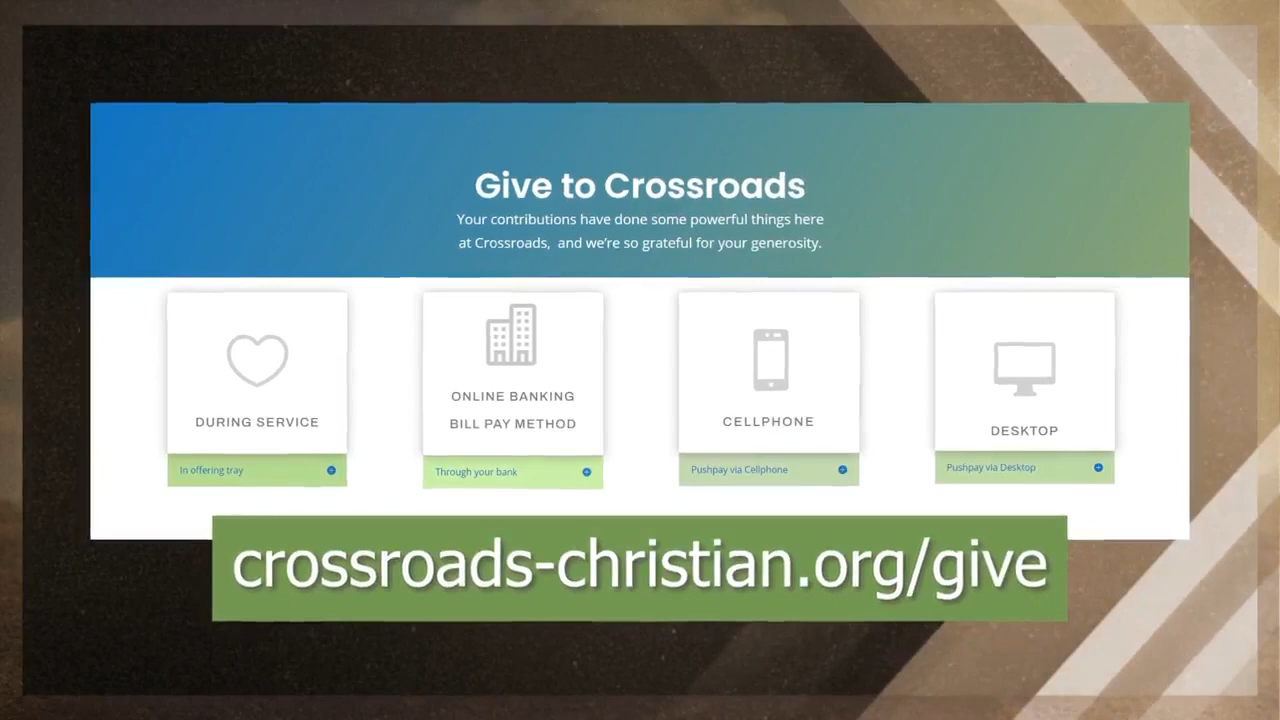 Give to Crossroads
Your contributions have done some powerful things here
at Crossroads,  and we're so grateful for your generosity.
DURING SERVICE
In offering tray
ONLINE BANKING
BILL PAY METHOD
Through your bank
CELLPHONE
Pushpay via Cellphone
DESKTOP
Pushpay via Desktop
crossroads-christian.org/give